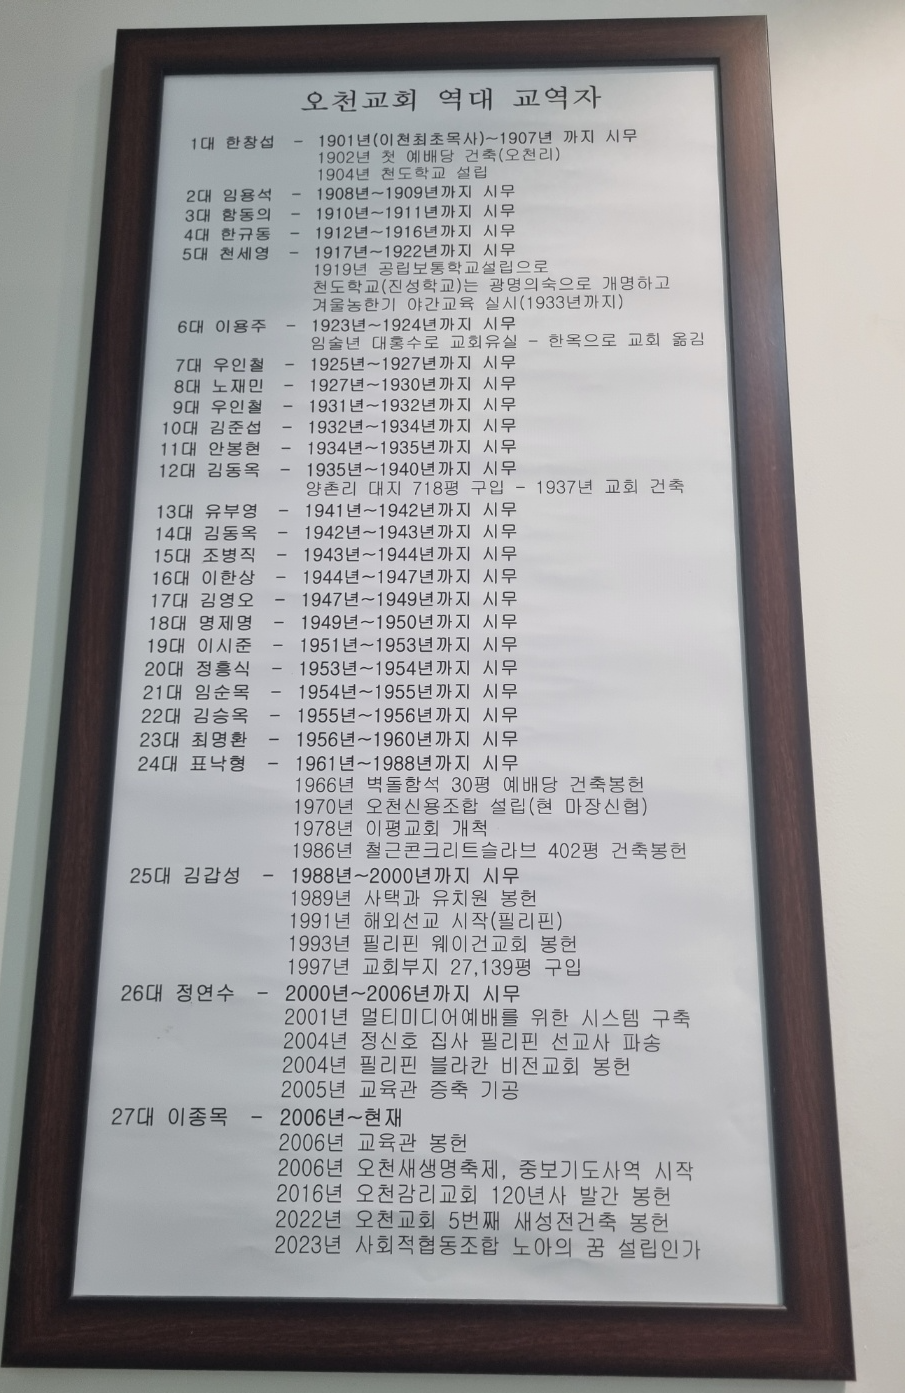 오천교회 역대 교역자
1대 한창섭 - 1901년(이천최초목사)~1907년 까지 시무
1902년 첫 예배당 건축(오천리)
1904년 천도학교 설립
2대 임용석 - 1908년~1909년까지 시무
3대 함동의 - 1910년~1911년까지 시무
4대 한규동 - 1912년~1916년까지 시무
5대 천세영 - 1917년~1922년까지 시무
1919년 공립보통학교설립으로
천도학교(진성학교)는 광명의숙으로 개명하고
겨울농한기 야간교육 실시(1933년까지)
6대 이용주 - 1923년~1924년까지 시무
임술년 대홍수로 교회유실 - 한옥으로 교회 옮김
7대 우인철 - 1925년~1927년까지 시무
8대 노재민 - 1927년~1930년까지 시무
9대 우인철 - 1931년~1932년까지 시무
10대 김준섭 - 1932년~1934년까지 시무
11대 안봉현 - 1934년~1935년까지 시무
12대 김동옥 - 1935년~1940년까지 시무
양촌리 대지 718평 구입 - 1937년 교회 건축
13대 유부영 - 1941년~1942년까지 시무
14대 김동옥 - 1942년~1943년까지 시무
15대 조병직 - 1943년~1944년까지 시무
16대 이한상 - 1944년~1947년까지 시무
17대 김영오 - 1947년~1949년까지 시무
18대 명제명 - 1949년~1950년까지 시무
19대 이시준 - 1951년~1953년까지 시무
20대 정흥식 - 1953년~1954년까지 시무
21대 임순목 - 1954년~1955년까지 시무
22대 김승옥 - 1955년~1956년까지 시무
23대 최명환 - 1956년~1960년까지 시무
24대 표낙형 - 1961년~1988년까지 시무
1966년 벽돌함석 30평 예배당 건축봉헌
1970년 오천신용조합 설립(현 마장신협)
1978년 이평교회 개척
1986년 철근콘크리트슬라브 402평 건축봉헌
25대 김갑성 - 1988년~2000년까지 시무
1989년 사택과 유치원 봉헌
1991년 해외선교 시작(필리핀)
1993년 필리핀 웨이건교회 봉헌
1997년 교회부지 27,139평 구입
26대 정연수 - 2000년~2006년까지 시무
2001년 멀티미디어예배를 위한 시스템 구축
2004년 정신호 집사 필리핀 선교사 파송
2004년 필리핀 블라칸 비전교회 봉헌
2005년 교육관 증축 기공
27대 이종목 - 2006년~현재
2006년 교육관 봉헌
2006년 오천새생명축제, 중보기도사역 시작
2016년 오천감리교회 120년사 발간 봉헌
2022년 오천교회 5번째 새성전건축 봉헌
2023년 사회적협동조합 노아의 꿈 설립인가